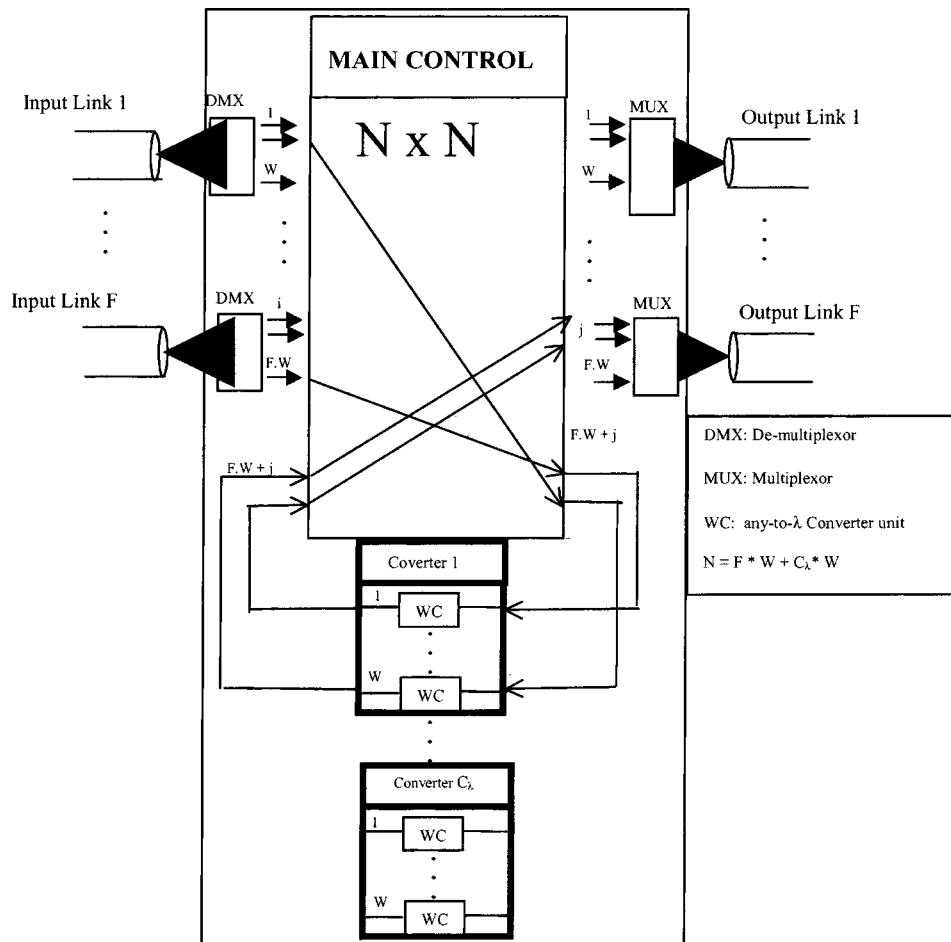 MAIN CONTROL
N x N
Input Link 1
DMX
1
W
MUX
1
W
Output Link 1
Input Link F
DMX
i
F.W
MUX
j
F.W
Output Link F
F.W + j
F.W + j
DMX: De-multiplexor
MUX: Multiplexor
WC: any-to-λ Converter unit
N = F * W + Cλ* W
Coverter 1
1
WC
W
WC
Converter Cλ
1
WC
W
WC